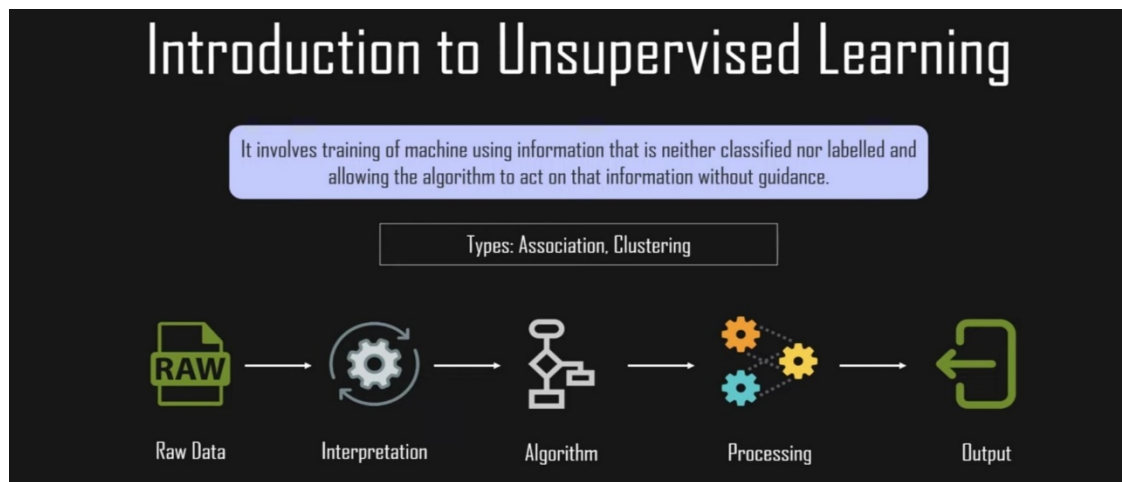 Introduction to Unsupervised Learning
It involves training of machine using information that is neither classified nor labelled and
allowing the algorithm to act on that information without guidance.
Types: Association, Clustering
RAW
Raw Data
Interpretation
Algorithm
Processing
Output